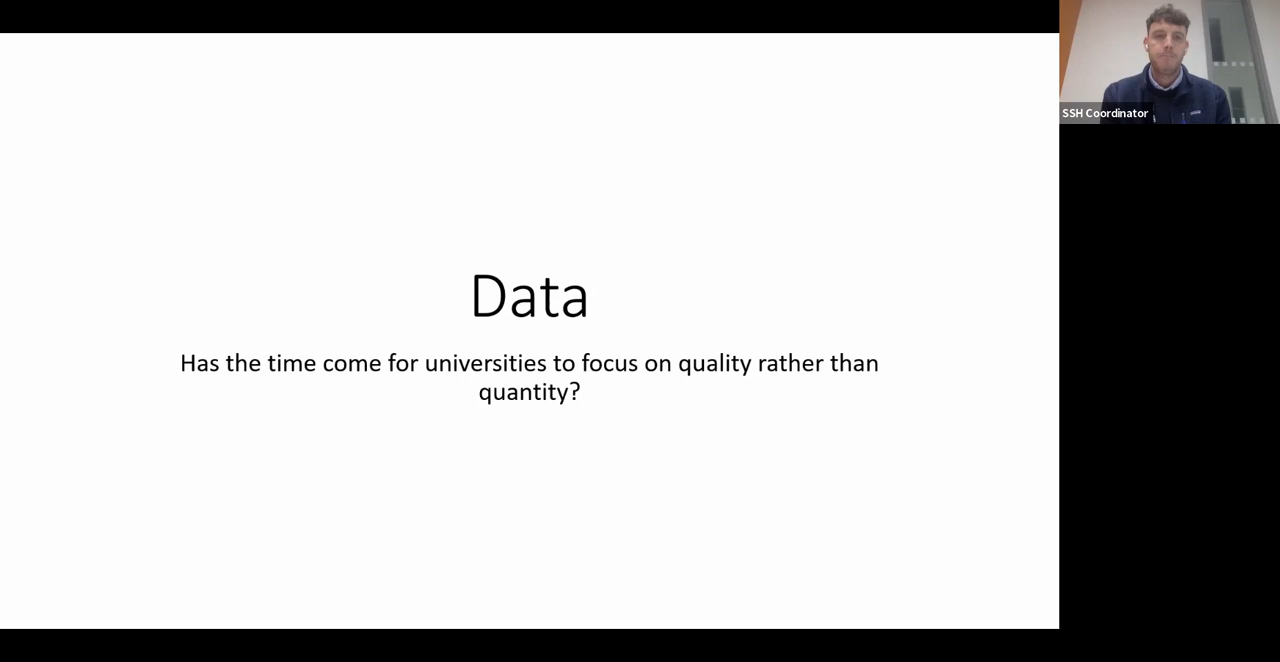 Data
Has the time come for universities to focus on quality rather than
quantity?
SSH Coordinator